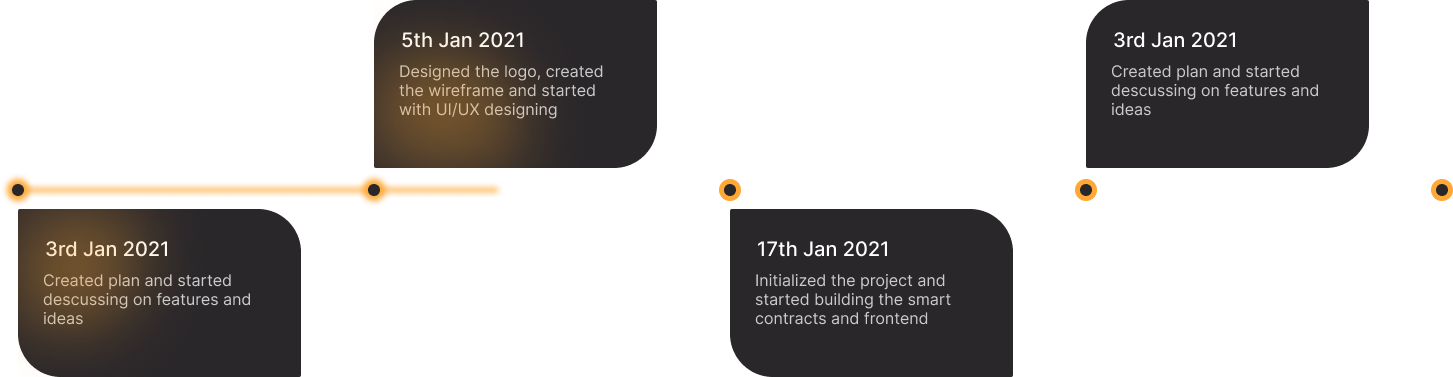 3rd Jan 2021
Created plan and started
descussing on features and
ideas
5th Jan 2021
Designed the logo, created
the wireframe and started
with UI/UX designing
17th Jan 2021
Initialized the project and
started building the smart
contracts and frontend
3rd Jan 2021
Created plan and started
descussing on features and
ideas